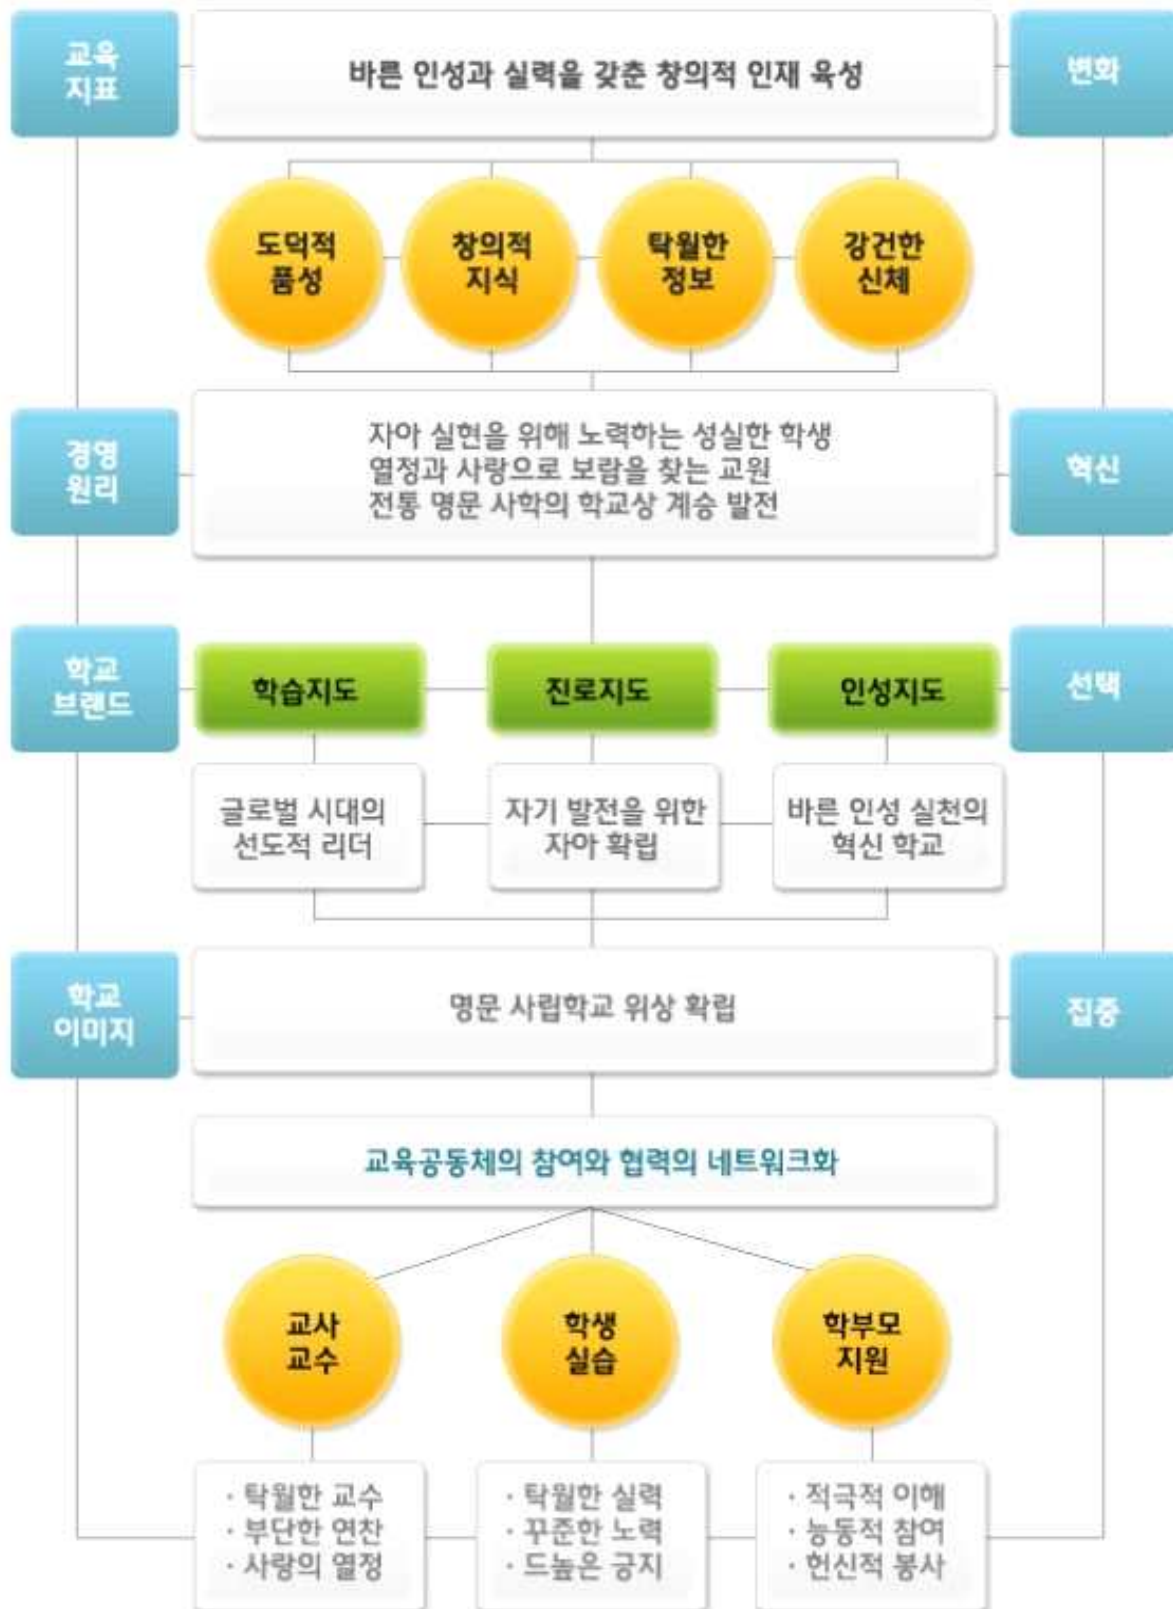 교육
지표
바른 인성과 실력을 갖춘 창의적 인재 육성
변화
도덕적
품성
창의적
지식
탁월한
정보
강건한
신체
경영
원리
자아 실현을 위해 노력하는 성실한 학생
열정과 사랑으로 보람을 찾는 교원
전통 명문 사학의 학교상 계승 발전
혁신
학교
브랜드
학습지도
진로지도
인성지도
선택
글로벌 시대의
선도적 리더
자기 발전을 위한
자아 확립
바른 인성 실천의
혁신 학교
학교
이미지
명문 사립학교 위상 확립
집중
교육공동체의 참여와 협력의 네트워크화
교사
교수
학생
실습
학부모
지원
· 탁월한 교수
· 부단한 연찬
· 사랑의 열정
· 탁월한 실력
· 꾸준한 노력
· 드높은 긍지
· 적극적 이해
· 능동적 참여
· 헌신적 봉사